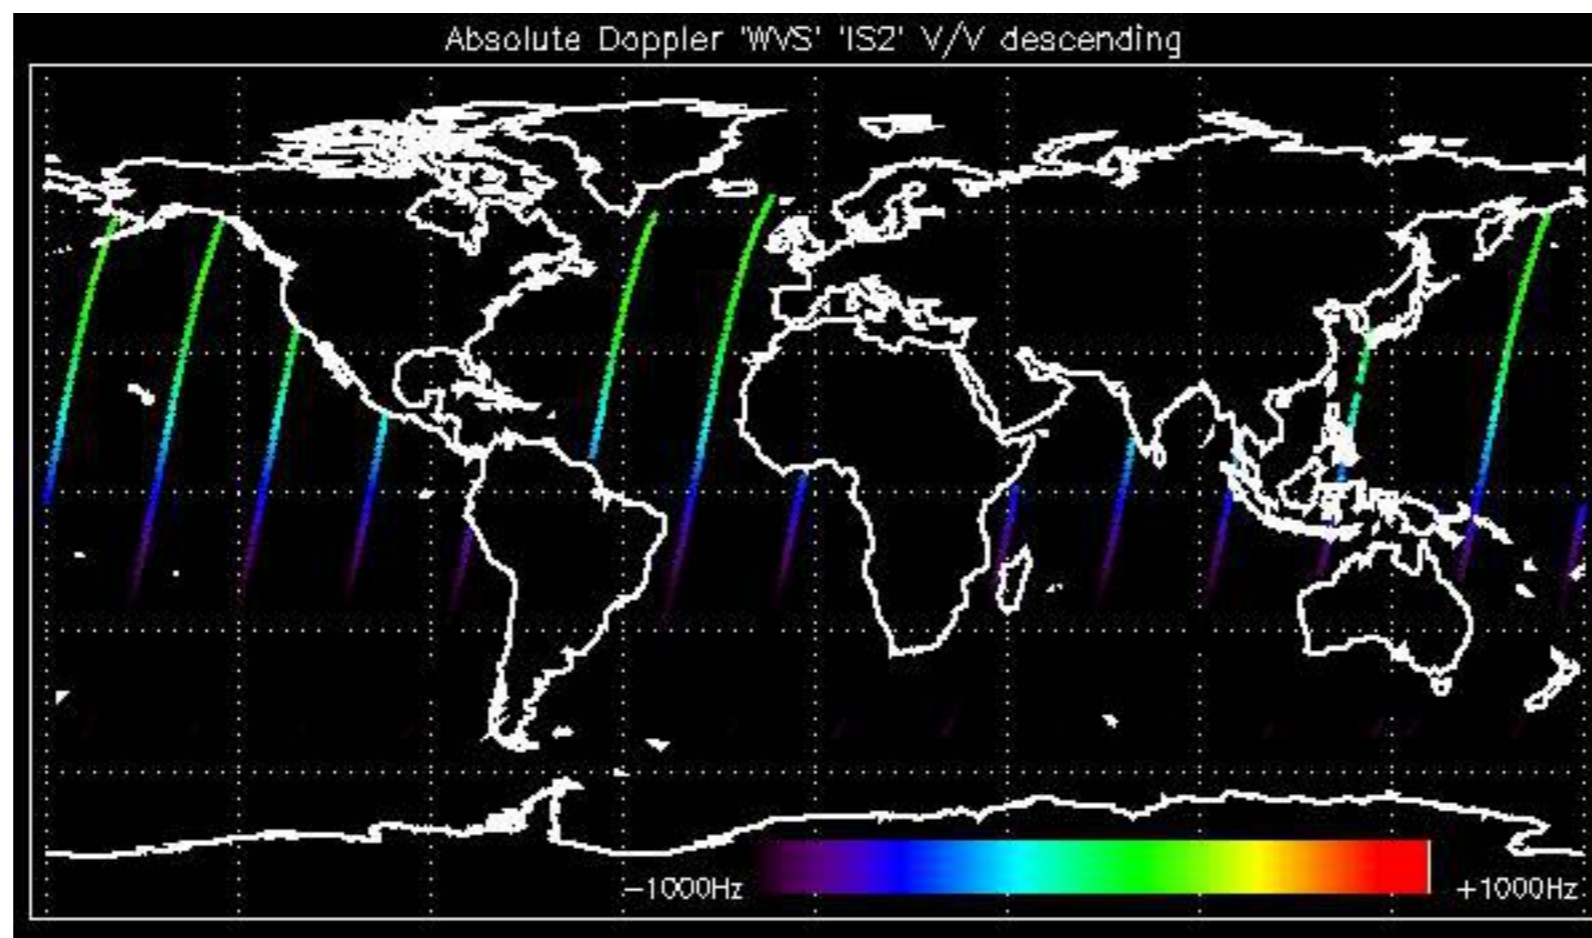 Absolute Doppler 'WVS' 'IS2' V/V descending
-1000Hz
+1000Hz